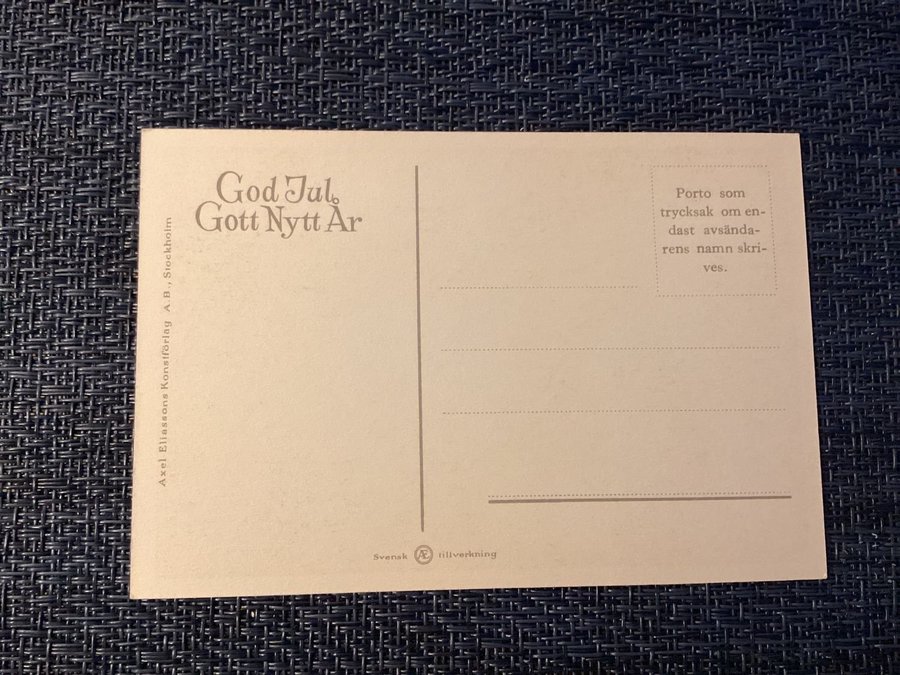 God Jul
Gott Nytt År
Porto som
trycksak om en-
dast avsända-
rens namn skri-
ves.
Axel Eliassons Konstförlag A.B., Stockholm
Svensk Æ tillverkning